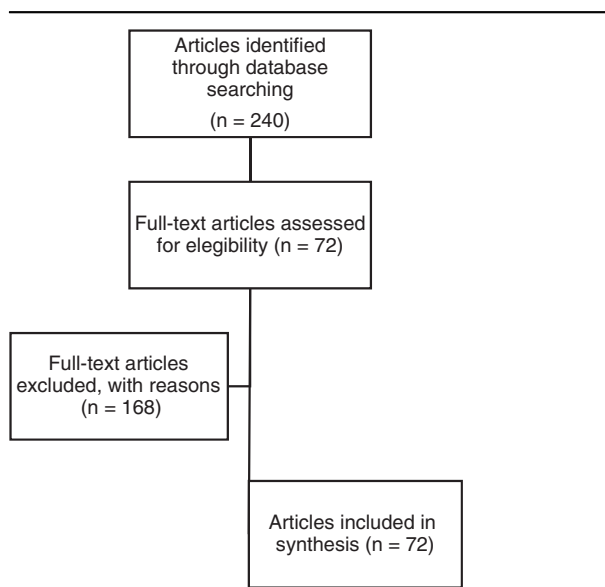 Articles identified
through database
searching
(n = 240)
Full-text articles assessed
for elegibility (n = 72)
Full-text articles
excluded, with reasons
(n = 168)
Articles included in
synthesis (n = 72)